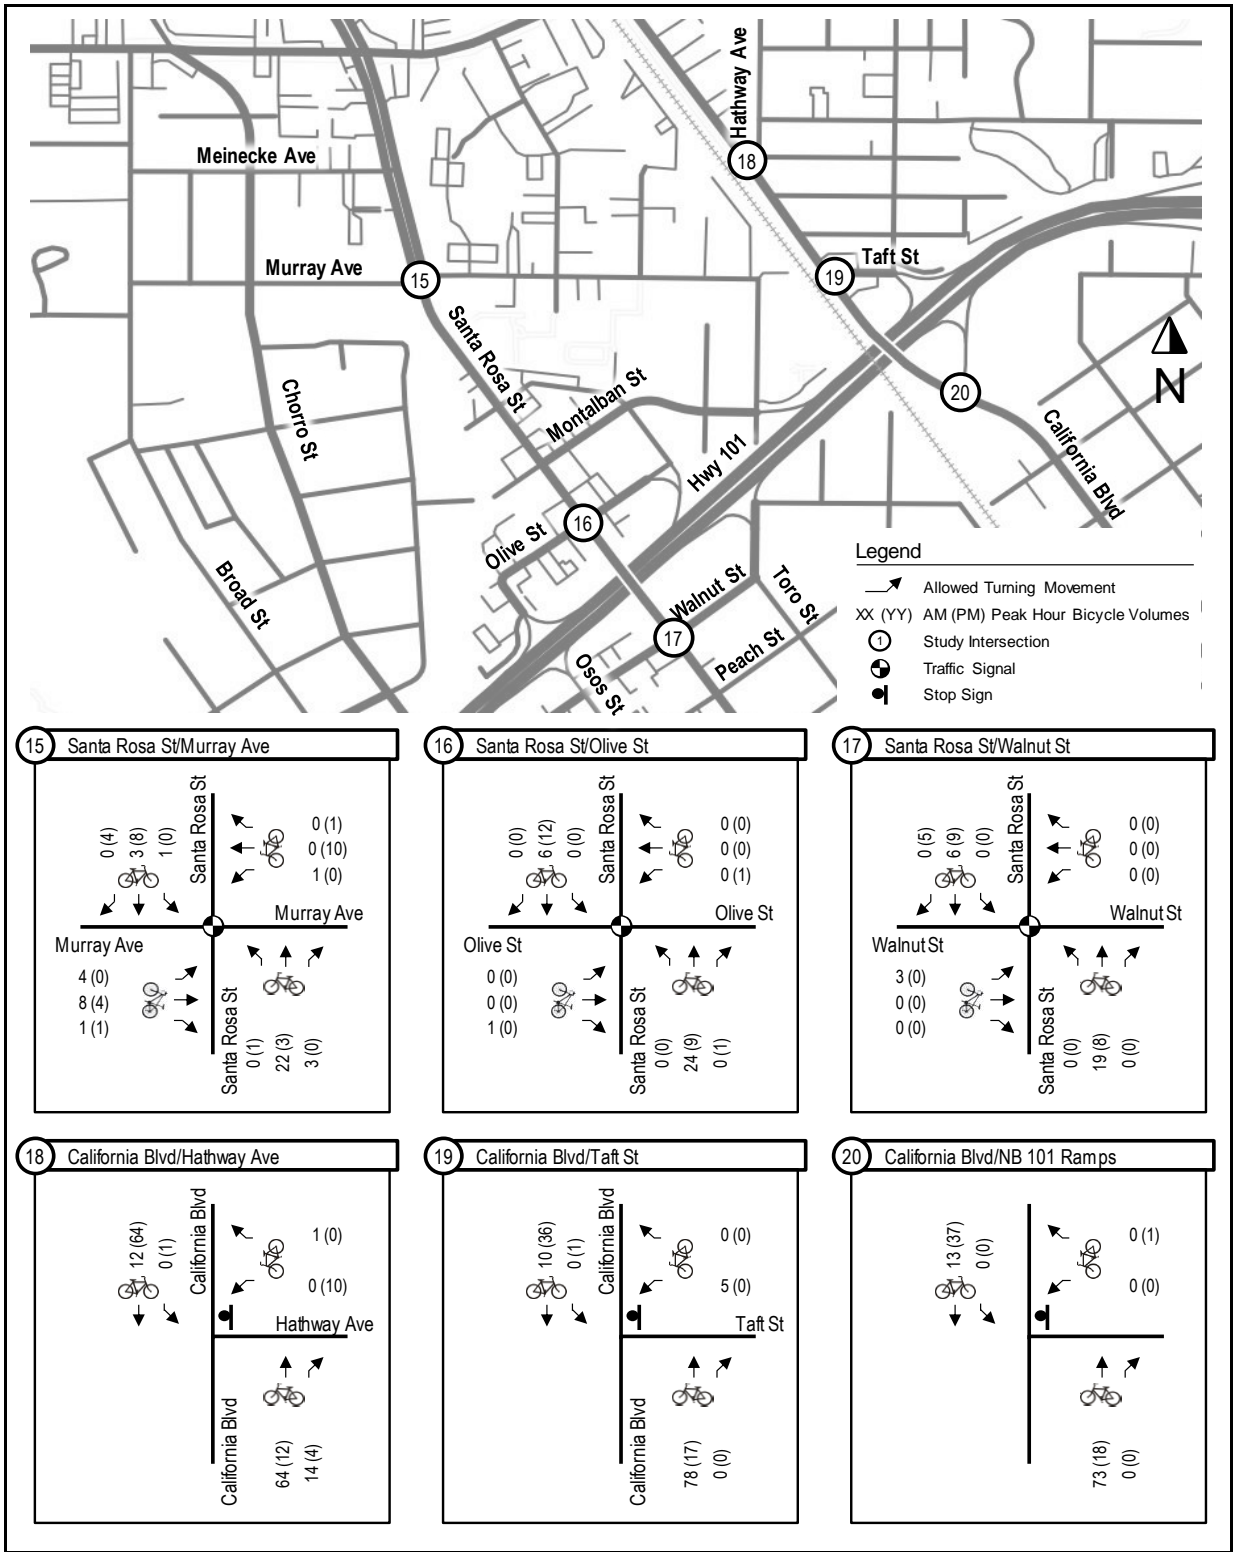 Hathway Ave
18
Meinecke Ave
Murray Ave
15
Taft St
19
Santa Rosa St
Montalban St
Chorro St
20
N
California Blvd
Hwy 101
16
Olive St
Broad St
Walnut St
Toro St
17
Peach St
Osos St
Legend
Allowed Turning Movement
XX (YY) AM (PM) Peak Hour Bicycle Volumes
1 Study Intersection
Traffic Signal
Stop Sign
15 Santa Rosa St/Murray Ave
Santa Rosa St
0 (4)
3 (8)
1 (0)
0 (1)
0 (10)
1 (0)
Murray Ave
Murray Ave
4 (0)
8 (4)
1 (1)
Santa Rosa St
0 (1)
22 (3)
3 (0)
16 Santa Rosa St/Olive St
Santa Rosa St
0 (0)
6 (12)
0 (0)
0 (0)
0 (0)
0 (1)
Olive St
Olive St
0 (0)
0 (0)
1 (0)
Santa Rosa St
0 (0)
24 (9)
0 (1)
17 Santa Rosa St/Walnut St
Santa Rosa St
0 (5)
6 (9)
0 (0)
0 (0)
0 (0)
0 (0)
Walnut St
Walnut St
3 (0)
0 (0)
0 (0)
Santa Rosa St
0 (0)
19 (8)
0 (0)
18 California Blvd/Hathway Ave
California Blvd
12 (64)
0 (1)
1 (0)
0 (10)
Hathway Ave
California Blvd
64 (12)
14 (4)
19 California Blvd/Taft St
California Blvd
10 (36)
0 (1)
0 (0)
5 (0)
Taft St
California Blvd
78 (17)
0 (0)
20 California Blvd/NB 101 Ramps
13 (37)
0 (0)
0 (1)
0 (0)
73 (18)
0 (0)